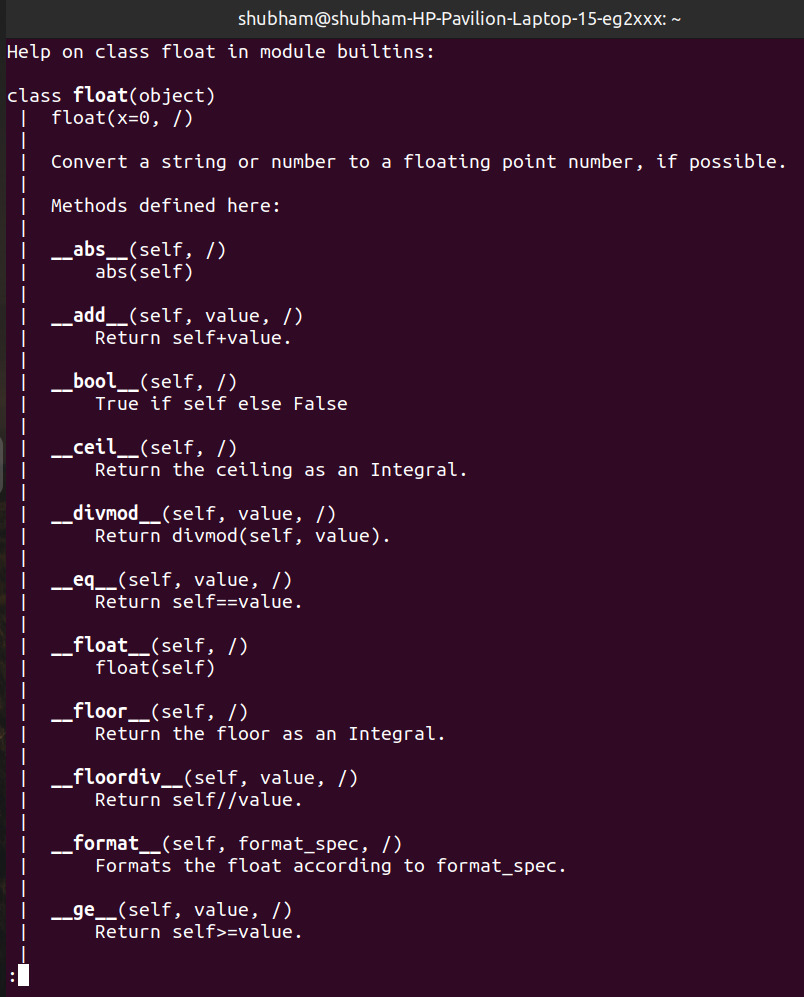 shubham@shubham-HP-Pavilion-Laptop-15-eg2xxx: ~
Help on class float in module builtins:

class float(object)
 |  float(x=0, /)
 |
 |  Convert a string or number to a floating point number, if possible.
 |
 |  Methods defined here:
 |
 |  __abs__(self, /)
 |      abs(self)
 |
 |  __add__(self, value, /)
 |      Return self+value.
 |
 |  __bool__(self, /)
 |      True if self else False
 |
 |  __ceil__(self, /)
 |      Return the ceiling as an Integral.
 |
 |  __divmod__(self, value, /)
 |      Return divmod(self, value).
 |
 |  __eq__(self, value, /)
 |      Return self==value.
 |
 |  __float__(self, /)
 |      float(self)
 |
 |  __floor__(self, /)
 |      Return the floor as an Integral.
 |
 |  __floordiv__(self, value, /)
 |      Return self//value.
 |
 |  __format__(self, format_spec, /)
 |      Formats the float according to format_spec.
 |
 |  __ge__(self, value, /)
 |      Return self>=value.
 |
: